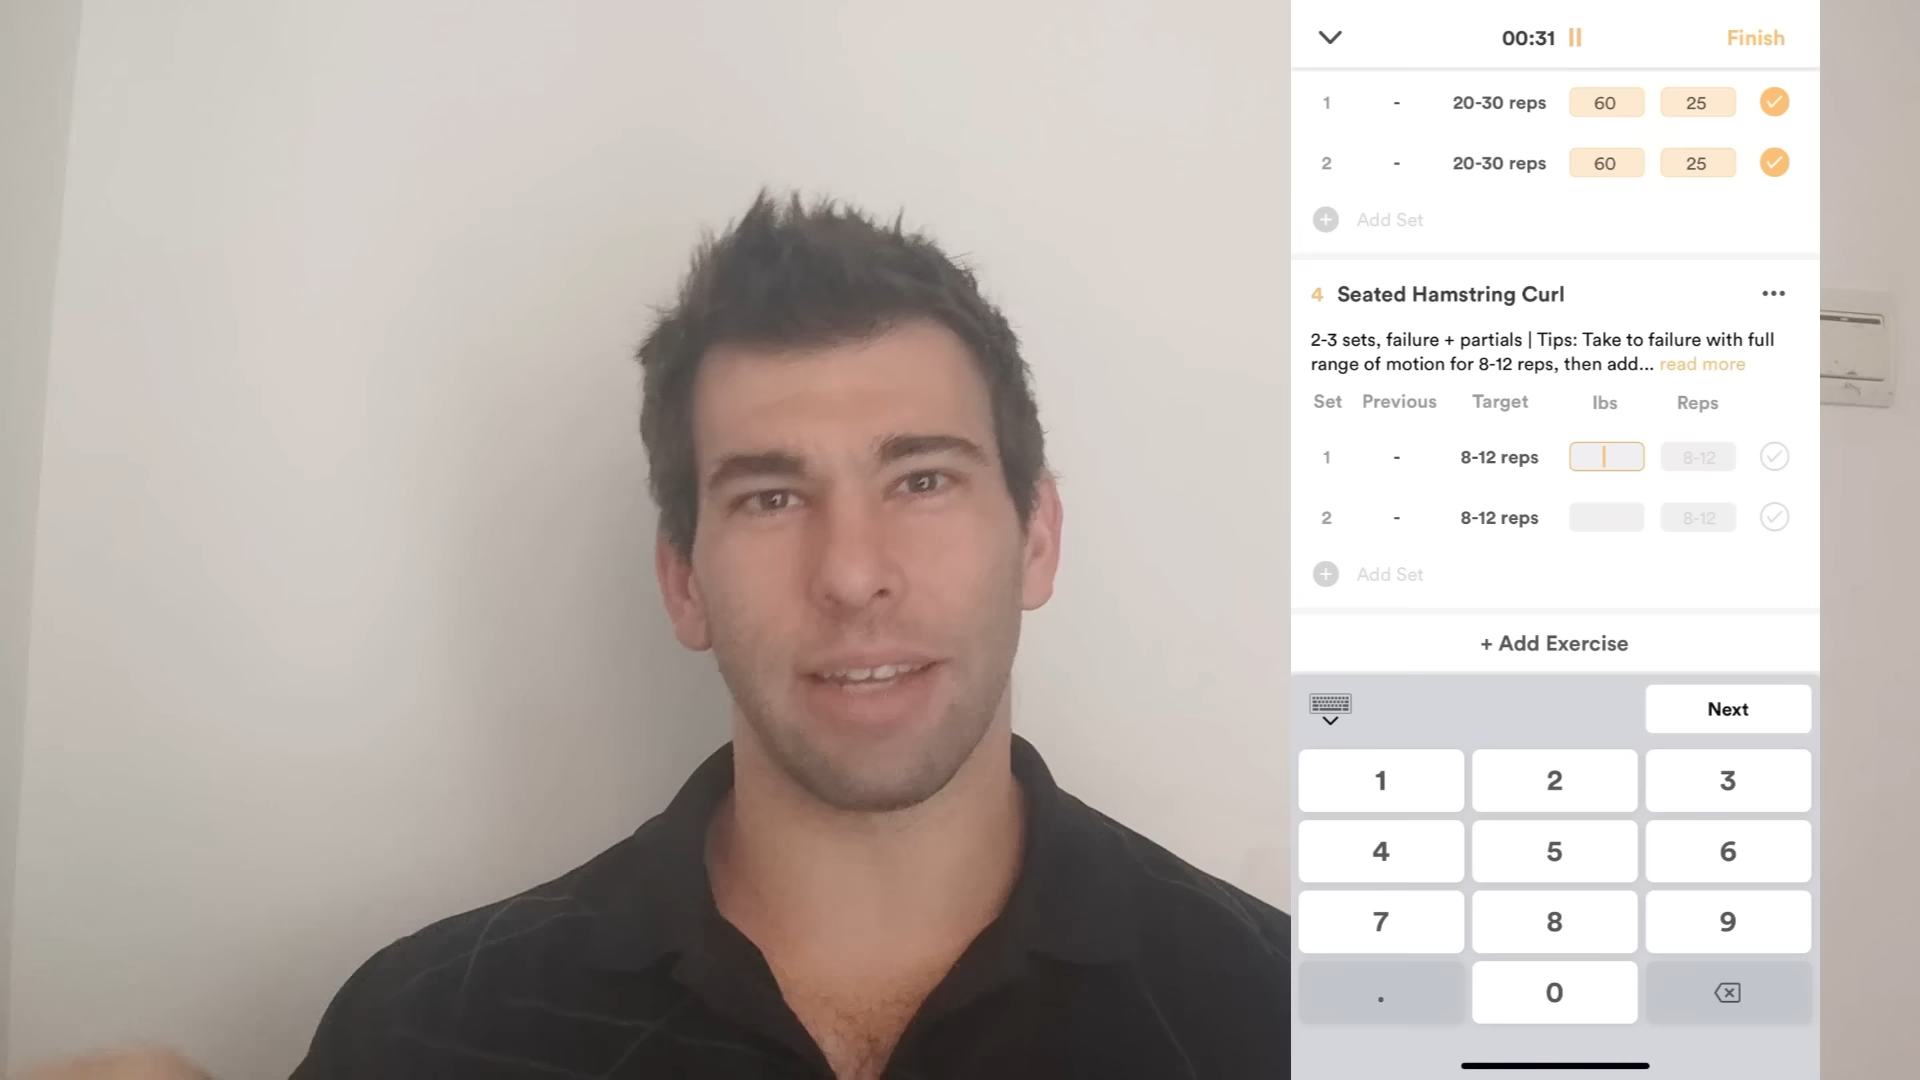 00:31 Finish
1 - 20-30 reps 60 25
2 - 20-30 reps 60 25
Add Set
4 Seated Hamstring Curl
2-3 sets, failure + partials | Tips: Take to failure with full
range of motion for 8-12 reps, then add... read more
Set Previous Target lbs Reps
1 - 8-12 reps 8-12
2 - 8-12 reps 8-12
Add Set
+ Add Exercise
Next
1 2 3
4 5 6
7 8 9
. 0